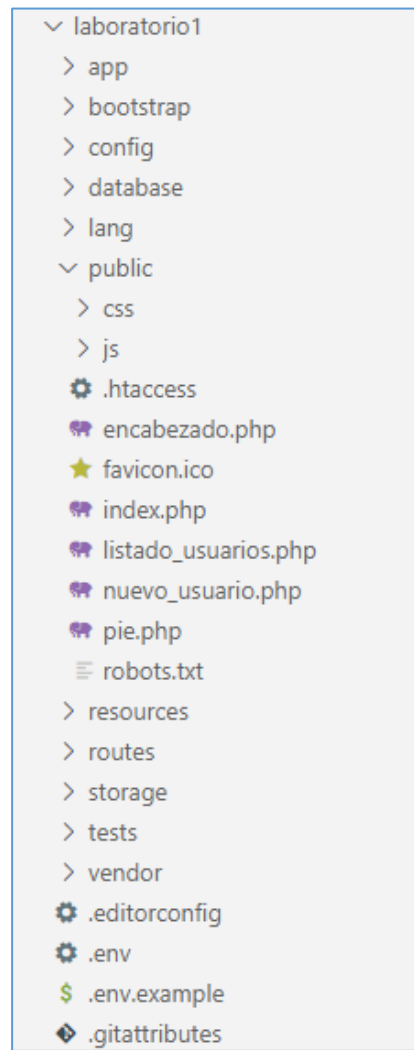 laboratorio1
app
bootstrap
config
database
lang
public
css
js
.htaccess
encabezado.php
favicon.ico
index.php
listado_usuarios.php
nuevo_usuario.php
pie.php
robots.txt
resources
routes
storage
tests
vendor
.editorconfig
.env
.env.example
.gitattributes